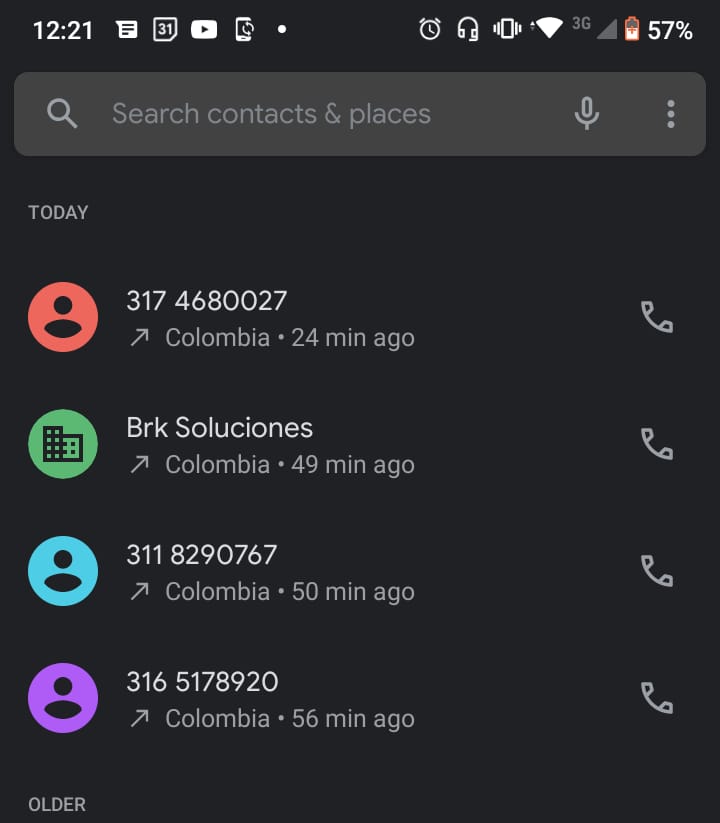 12:21 31 3G 57%
Search contacts & places
TODAY
317 4680027
Colombia • 24 min ago
Brk Soluciones
Colombia • 49 min ago
311 8290767
Colombia • 50 min ago
316 5178920
Colombia • 56 min ago
OLDER